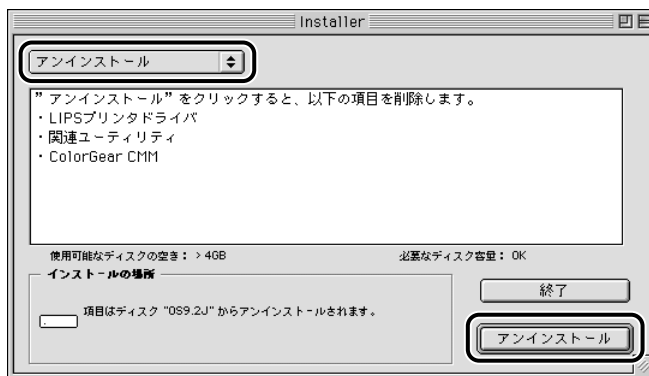 Installer
アンインストール
”アンインストール”をクリックすると、以下の項目を削除します。
・LIPSプリンタドライバ
・関連ユーティリティ
・ColorGear CMM
使用可能なディスクの空き： > 4GB 必要なディスク容量： OK
インストールの場所
項目はディスク "OS9.2J" からアンインストールされます。
終了
アンインストール